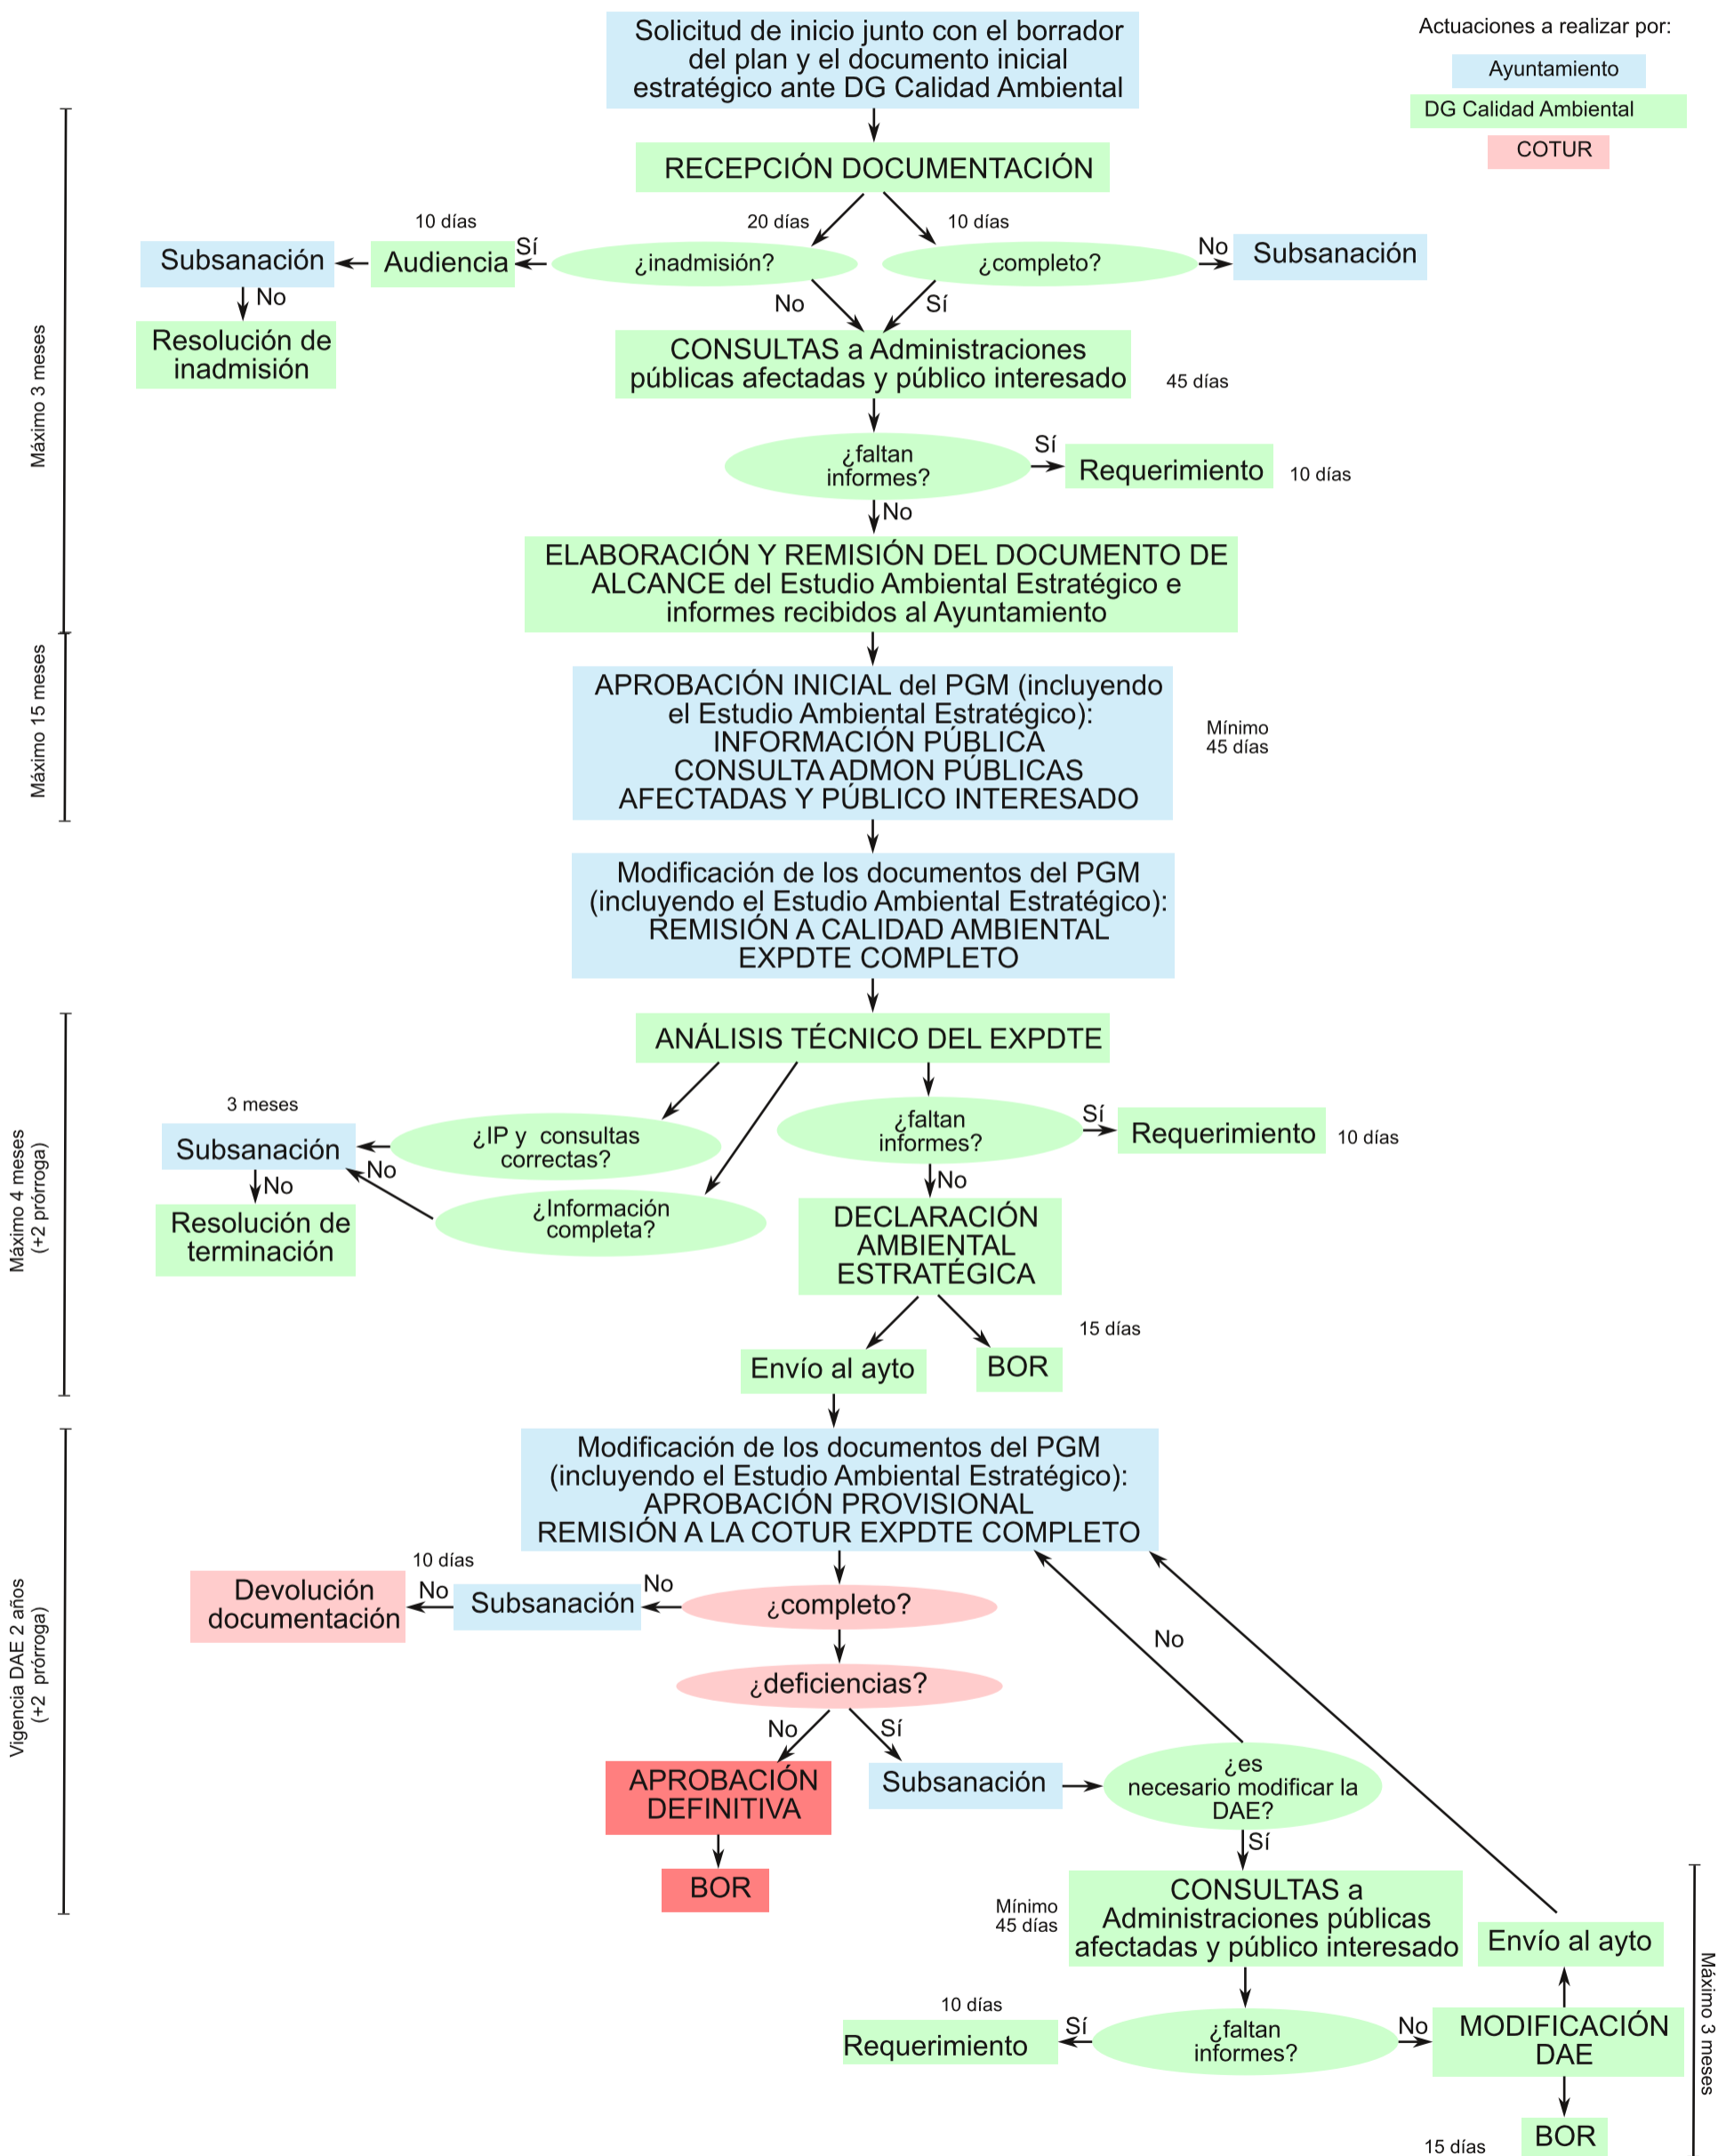 Solicitud de inicio junto con el borrador
del plan y el documento inicial
estratégico ante DG Calidad Ambiental
Actuaciones a realizar por:
Ayuntamiento
DG Calidad Ambiental
COTUR
RECEPCIÓN DOCUMENTACIÓN
10 días
20 días
10 días
Subsanación
Audiencia
Sí
¿inadmisión?
¿completo?
No
Subsanación
No
No
Sí
Resolución de
inadmisión
CONSULTAS a Administraciones
públicas afectadas y público interesado
45 días
Máximo 3 meses
¿faltan
informes?
Sí
Requerimiento
10 días
No
ELABORACIÓN Y REMISIÓN DEL DOCUMENTO DE
ALCANCE del Estudio Ambiental Estratégico e
informes recibidos al Ayuntamiento
Máximo 15 meses
APROBACIÓN INICIAL del PGM (incluyendo
el Estudio Ambiental Estratégico):
INFORMACIÓN PÚBLICA
CONSULTA ADMON PÚBLICAS
AFECTADAS Y PÚBLICO INTERESADO
Mínimo
45 días
Modificación de los documentos del PGM
(incluyendo el Estudio Ambiental Estratégico):
REMISIÓN A CALIDAD AMBIENTAL
EXPDTE COMPLETO
ANÁLISIS TÉCNICO DEL EXPDTE
Máximo 4 meses
(+2 prórroga)
3 meses
Subsanación
¿IP y consultas
correctas?
¿faltan
informes?
Sí
Requerimiento
10 días
No
No
No
Resolución de
terminación
¿Información
completa?
DECLARACIÓN
AMBIENTAL
ESTRATÉGICA
15 días
Envío al ayto
BOR
Vigencia DAE 2 años
(+2 prórroga)
Modificación de los documentos del PGM
(incluyendo el Estudio Ambiental Estratégico):
APROBACIÓN PROVISIONAL
REMISIÓN A LA COTUR EXPDTE COMPLETO
10 días
Devolución
documentación
No
Subsanación
No
¿completo?
No
¿deficiencias?
No
Sí
APROBACIÓN
DEFINITIVA
Subsanación
¿es
necesario modificar la
DAE?
Sí
BOR
Mínimo
45 días
CONSULTAS a
Administraciones públicas
afectadas y público interesado
Envío al ayto
Máximo 3 meses
10 días
Requerimiento
Sí
¿faltan
informes?
No
MODIFICACIÓN
DAE
15 días
BOR